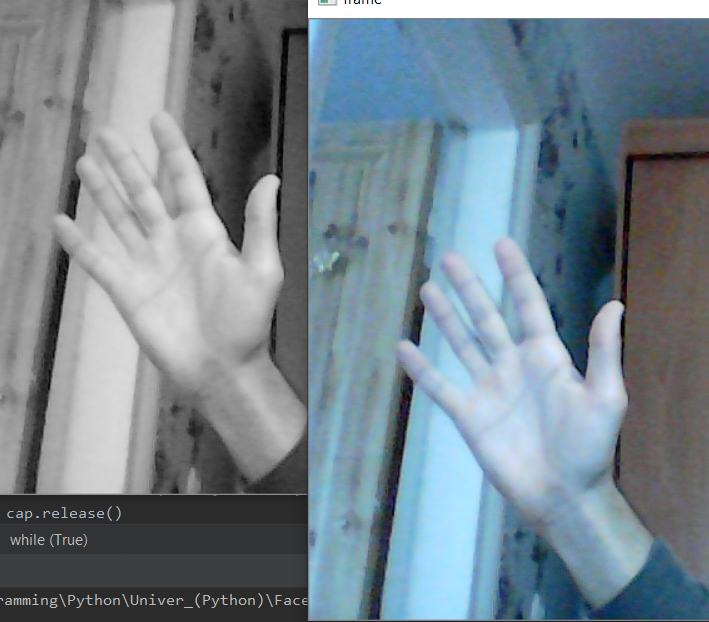 frame
cap.release()
while (True)
ramming\Python\Univer_(Python)\Face